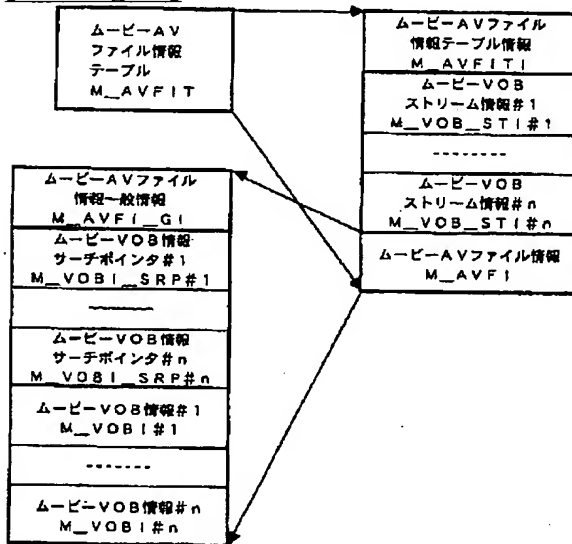 ムービーAV
ファイル情報
テーブル
M_AVFIT
ムービーAVファイル
情報テーブル情報
M_AVFITI
ムービーVOB
ストリーム情報#1
M_VOB_STI#1
--------
ムービーVOB
ストリーム情報#n
M_VOB_STI#n
ムービーAVファイル情報
M_AVFI
ムービーAVファイル
情報一般情報
M_AVFI_GI
ムービーVOB情報
サーチポインタ#1
M_VOBI_SRP#1
--------
ムービーVOB情報
サーチポインタ#n
M_VOBI_SRP#n
ムービーVOB情報#1
M_VOBI#1
-------
ムービーVOB情報#n
M_VOBI#n